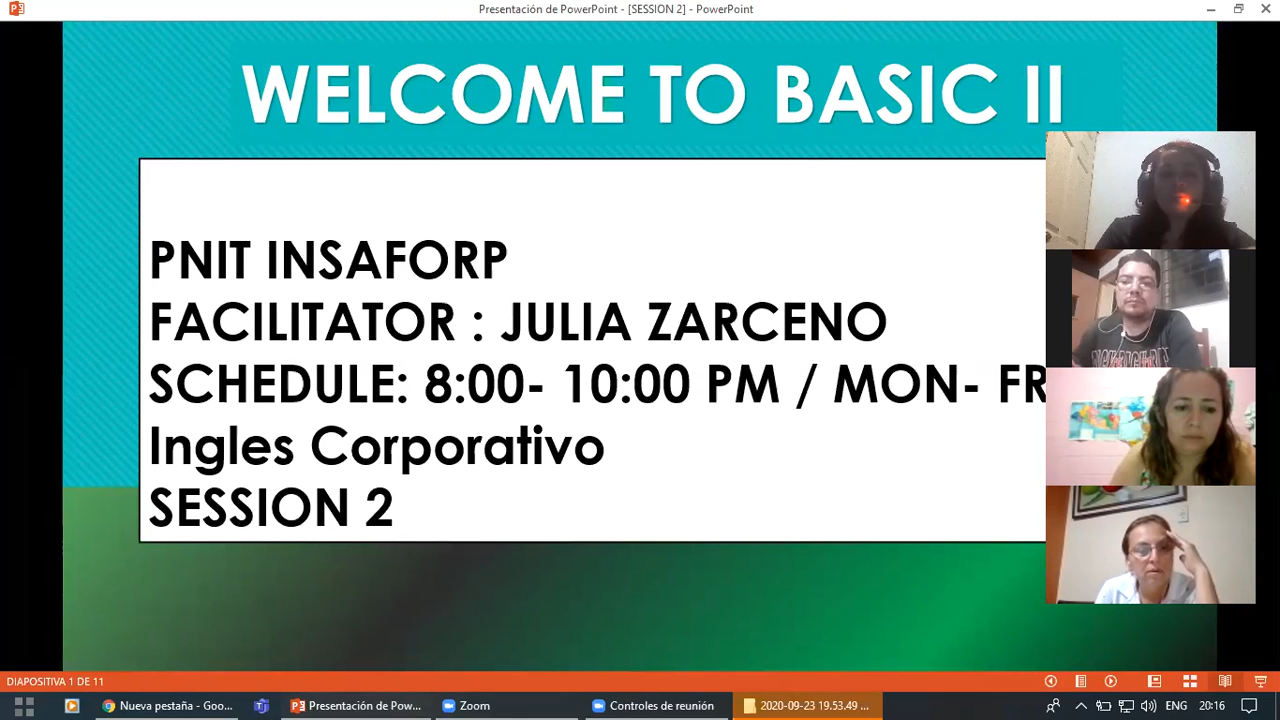 Presentación de PowerPoint - [SESSION 2] - PowerPoint
WELCOME TO BASIC II
PNIT INSAFORP
FACILITATOR : JULIA ZARCENO
SCHEDULE: 8:00- 10:00 PM / MON- FR
Ingles Corporativo
SESSION 2
DIAPOSITIVA 1 DE 11
Nueva pestaña - Goo...
Presentación de Pow...
Zoom
Controles de reunión
2020-09-23 19.53.49 ...
ENG
20:16